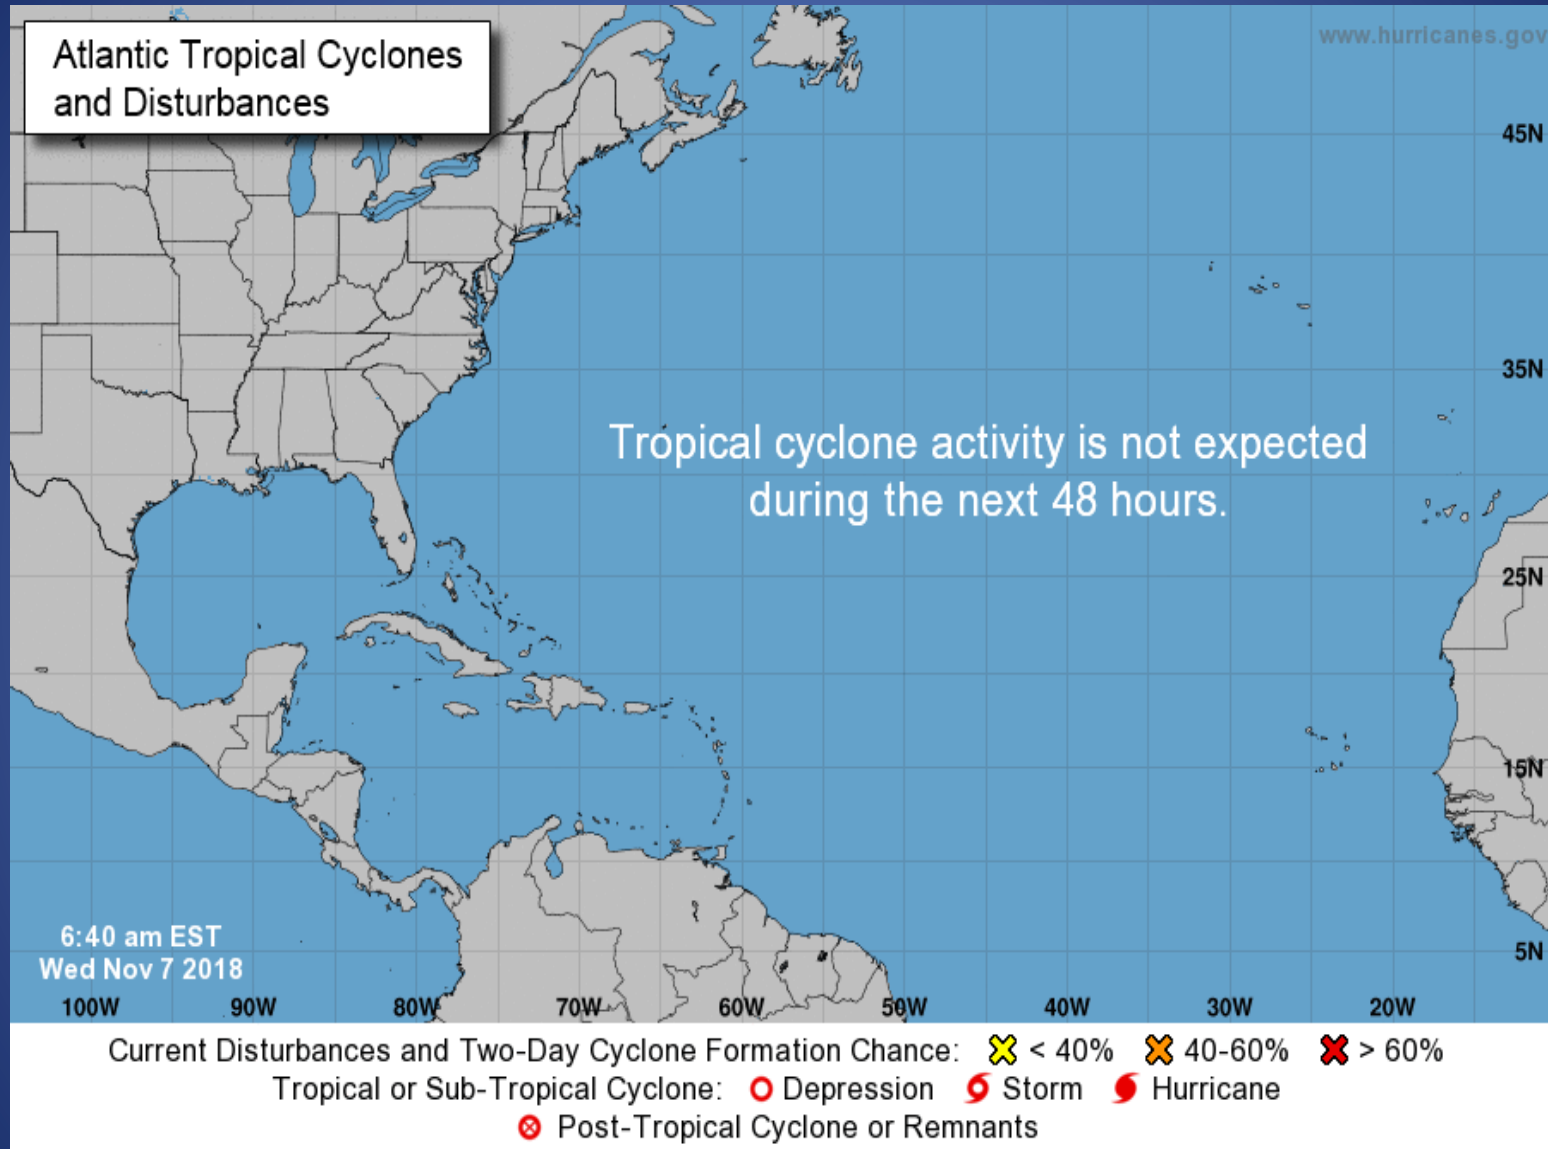 Atlantic Tropical Cyclones
and Disturbances
www.hurricanes.gov
45N
35N
Tropical cyclone activity is not expected
during the next 48 hours.
25N
15N
6:40 am EST
Wed Nov 7 2018
5N
100W 90W 80W 70W 60W 50W 40W 30W 20W
Current Disturbances and Two-Day Cyclone Formation Chance: < 40% 40-60% > 60%
Tropical or Sub-Tropical Cyclone: Depression Storm Hurricane
Post-Tropical Cyclone or Remnants